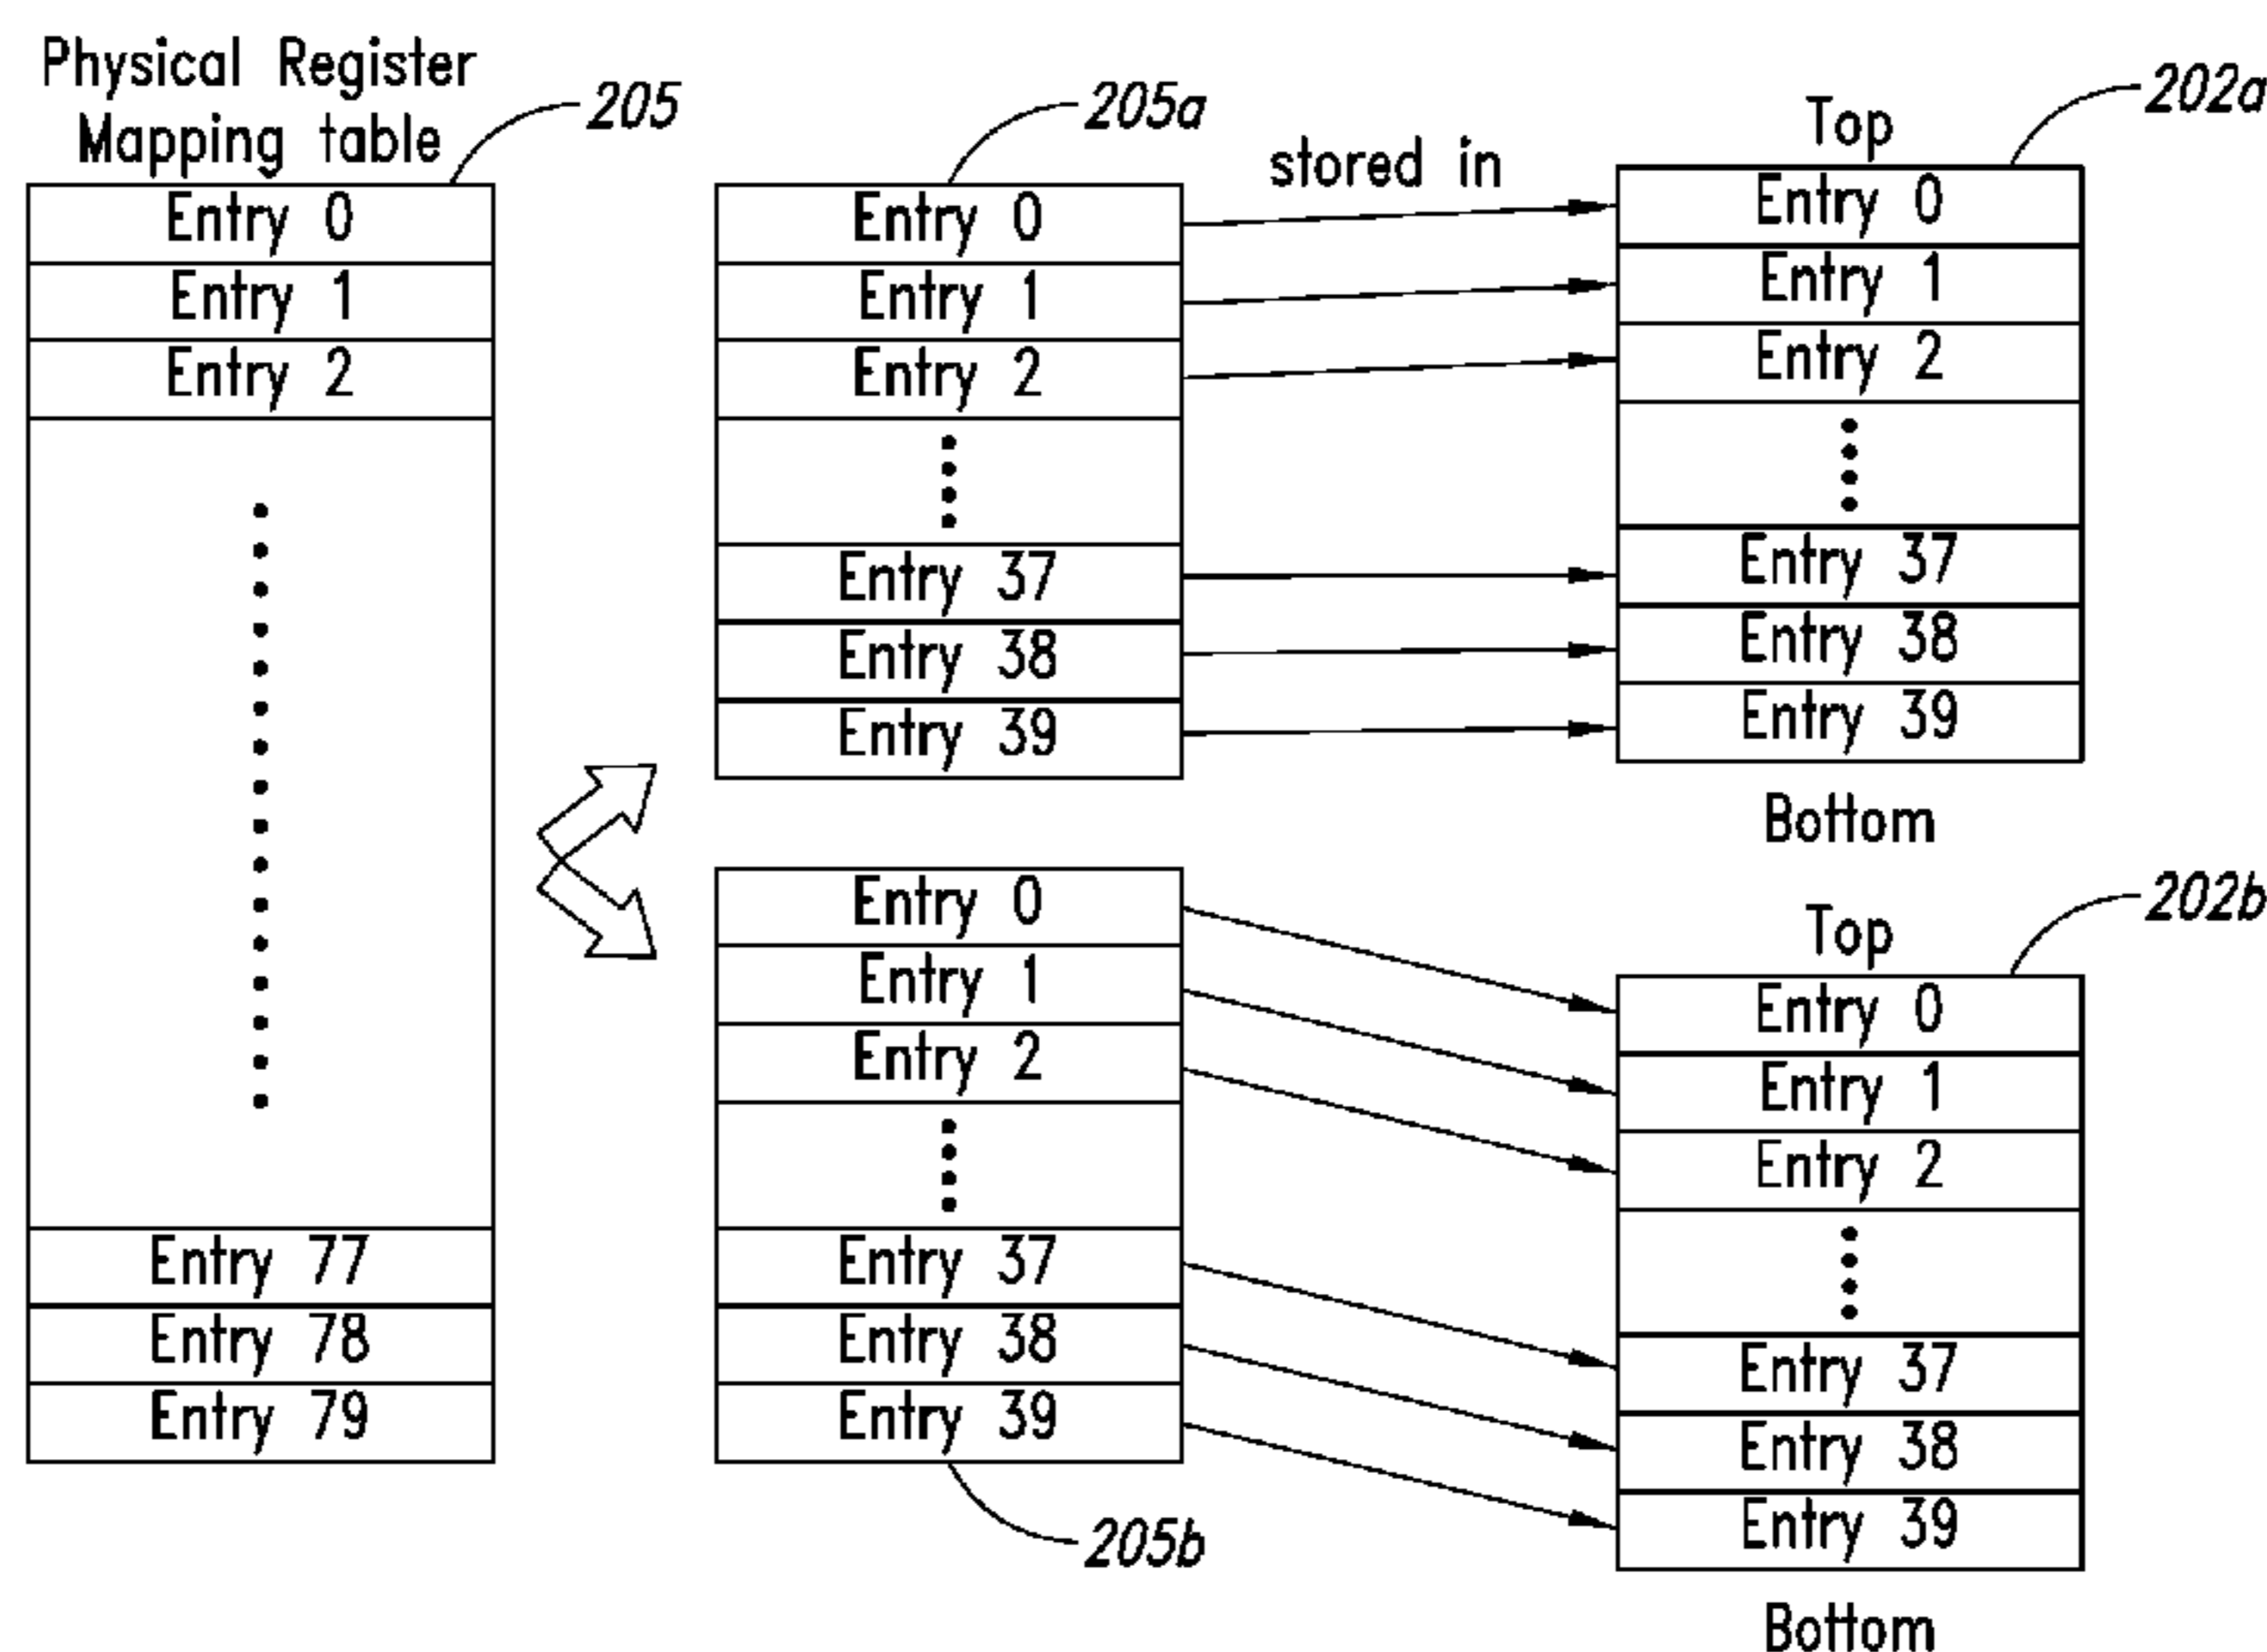 Physical Register
Mapping table
205
Entry 0
Entry 1
Entry 2
Entry 77
Entry 78
Entry 79
205a
Entry 0
Entry 1
Entry 2
Entry 37
Entry 38
Entry 39
stored in
Top
202a
Entry 0
Entry 1
Entry 2
Entry 37
Entry 38
Entry 39
Bottom
Entry 0
Entry 1
Entry 2
Entry 37
Entry 38
Entry 39
205b
Top
202b
Entry 0
Entry 1
Entry 2
Entry 37
Entry 38
Entry 39
Bottom